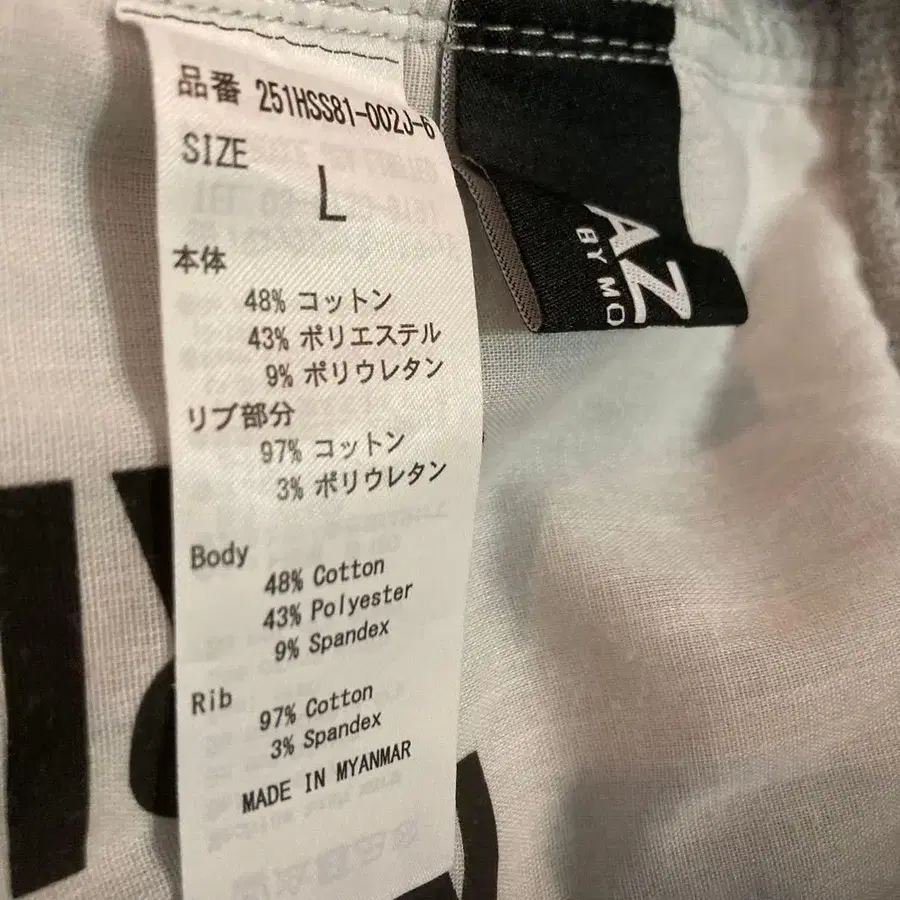 品番 251HSS81-002J-6
SIZE
L
本体
48% コットン
43% ポリエステル
9% ポリウレタン
リブ部分
97% コットン
3% ポリウレタン
Body
48% Cotton
43% Polyester
9% Spandex
Rib
97% Cotton
3% Spandex
MADE IN MYANMAR
AZ
BY MO